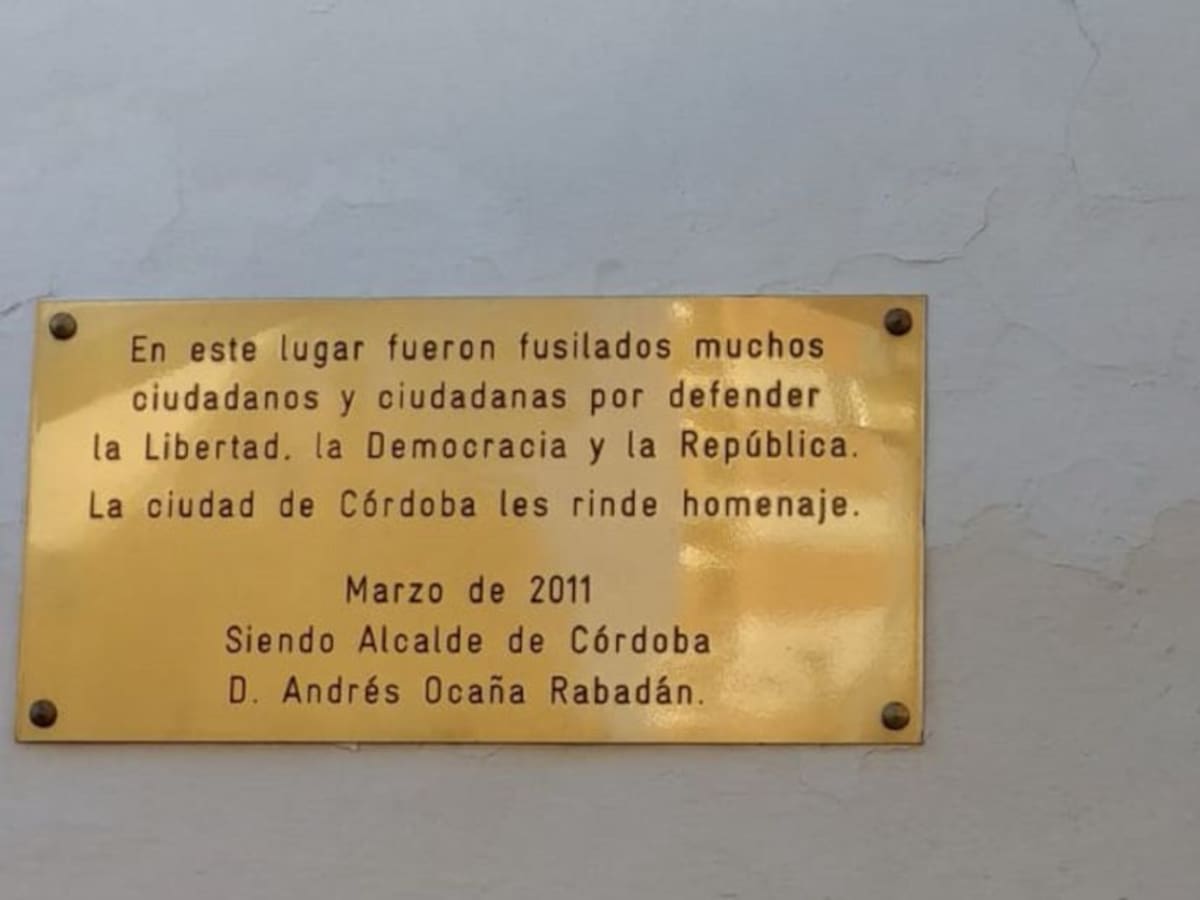 En este lugar fueron fusilados muchos
ciudadanos y ciudadanas por defender
la Libertad. la Democracia y la República.
La ciudad de Córdoba les rinde homenaje.
Marzo de 2011
Siendo Alcalde de Córdoba
D. Andrés Ocaña Rabadán.